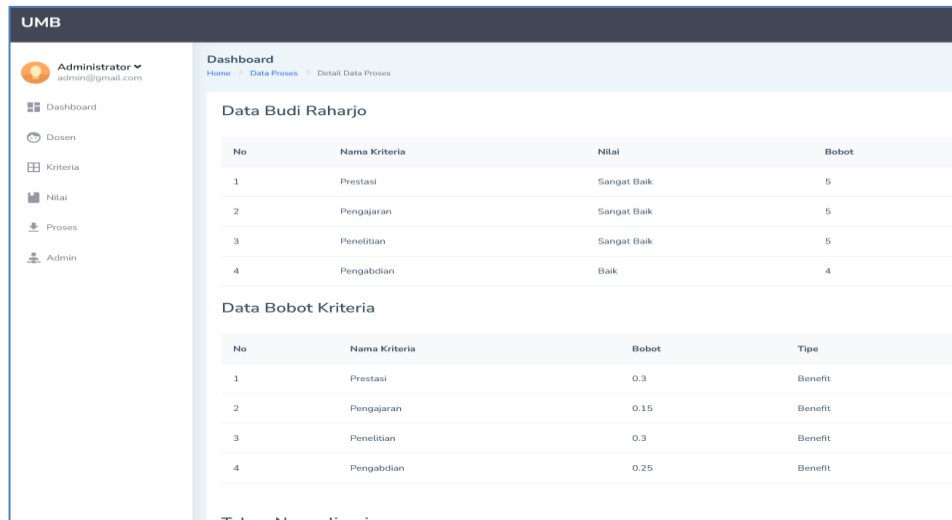 UMB
Administrator
admin@gmail.com
Dashboard
Dosen
Kriteria
Nilai
Proses
Admin
Dashboard
Home > Data Proses > Detail Data Proses
Data Budi Raharjo
No Nama Kriteria Nilai Bobot
1 Prestasi Sangat Baik 5
2 Pengajaran Sangat Baik 5
3 Penelitian Sangat Baik 5
4 Pengabdian Baik 4
Data Bobot Kriteria
No Nama Kriteria Bobot Tipe
1 Prestasi 0.3 Benefit
2 Pengajaran 0.15 Benefit
3 Penelitian 0.3 Benefit
4 Pengabdian 0.25 Benefit